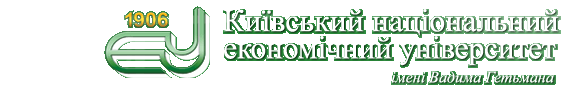 1906
Київський національний
економічний університет
імені Вадима Гетьмана